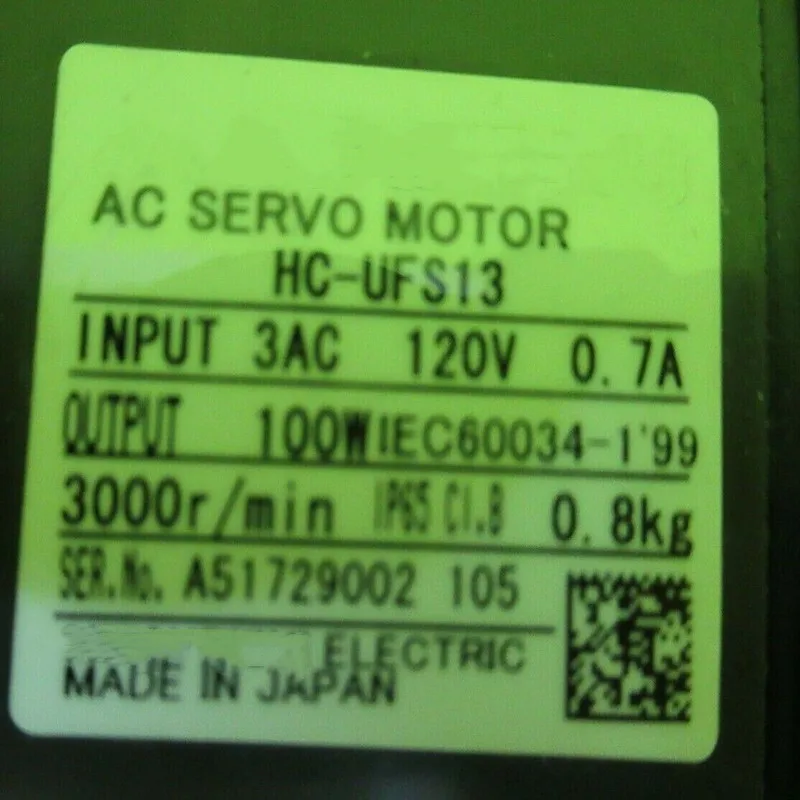 AC SERVO MOTOR
HC-UFS13
INPUT 3AC 120V 0.7A
OUTPUT 100W IEC60034-1'99
3000r/min IP65 Cl.B 0.8kg
SER.No. A51729002 105
ELECTRIC
MADE IN JAPAN